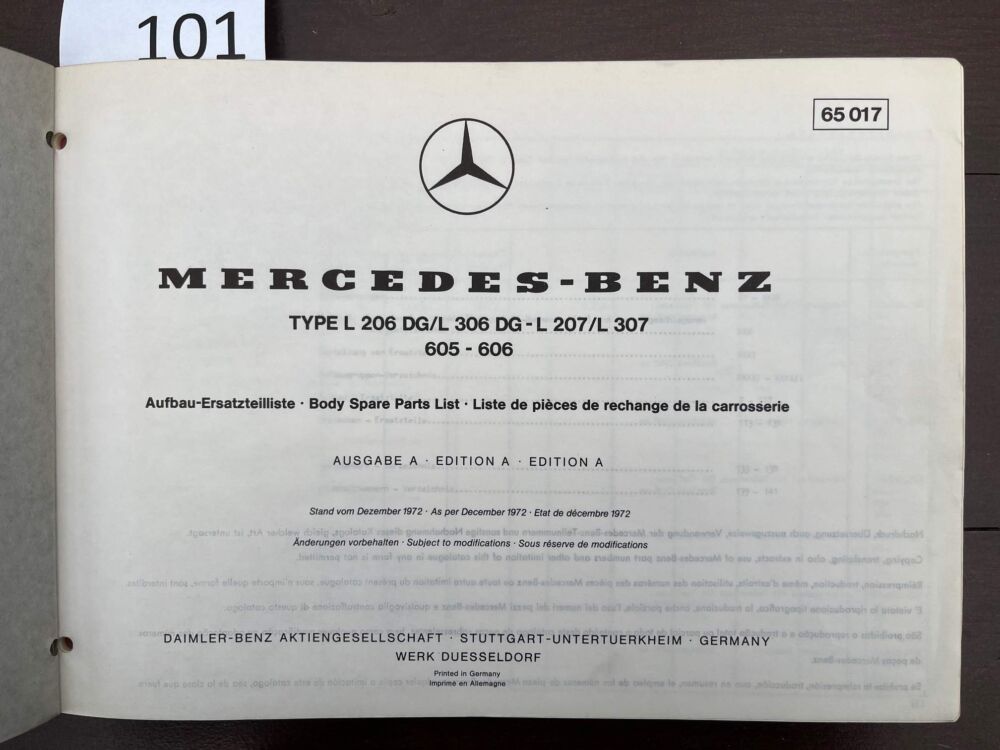 101
65 017
MERCEDES-BENZ
TYPE L 206 DG/L 306 DG - L 207/L 307
605 - 606
Aufbau-Ersatzteilliste · Body Spare Parts List · Liste de pièces de rechange de la carrosserie
AUSGABE A · EDITION A · EDITION A
Stand vom Dezember 1972 · As per December 1972 · Etat de décembre 1972
Änderungen vorbehalten · Subject to modifications · Sous réserve de modifications
DAIMLER-BENZ AKTIENGESELLSCHAFT · STUTTGART-UNTERTUERKHEIM · GERMANY
WERK DUESSELDORF
Printed in Germany
Imprimé en Allemagne